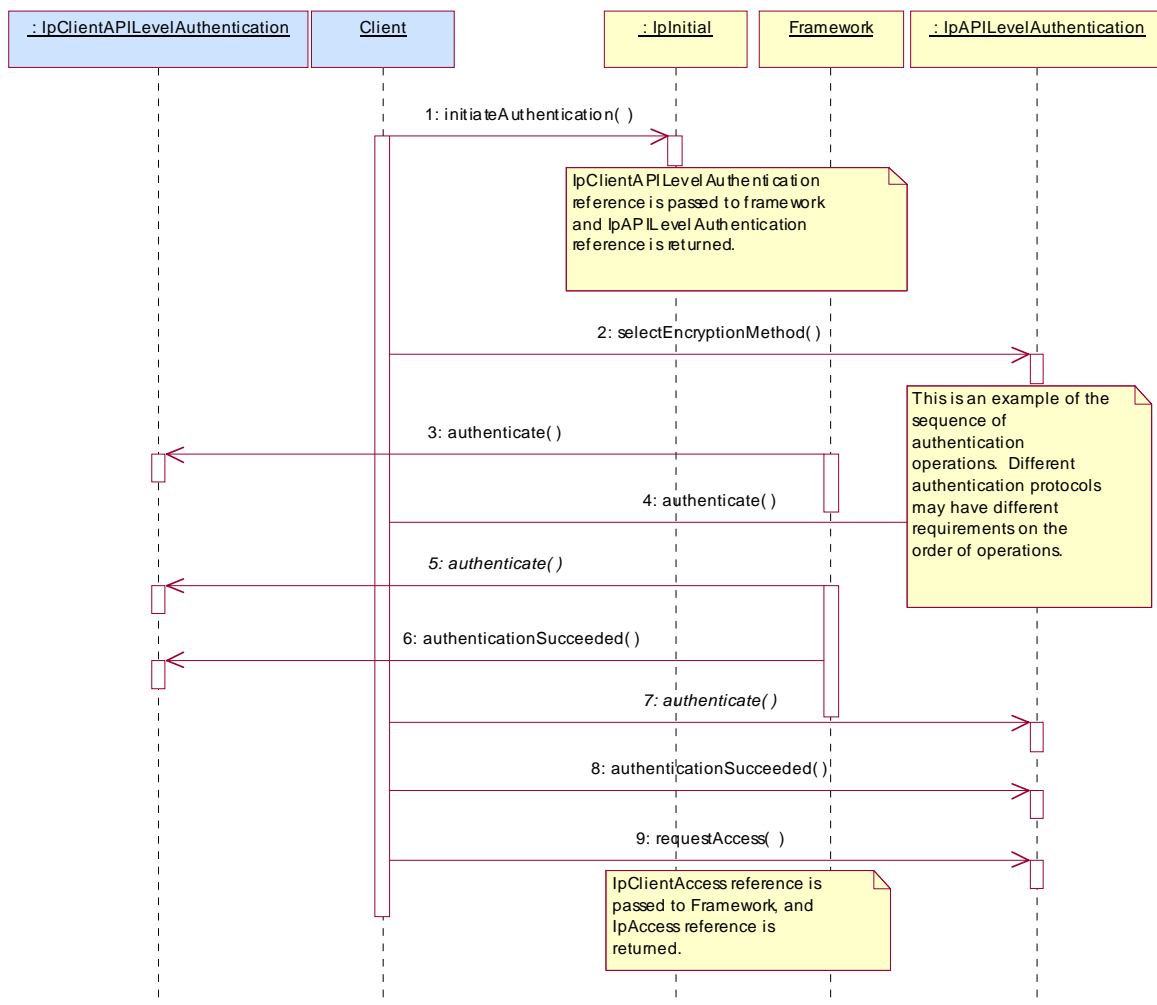 : IpClientAPILevelAuthentication
Client
: IpInitial
Framework
: IpAPILevelAuthentication
1: initiateAuthentication( )
IpClientAPILevelAuthentication
reference is passed to framework
and IpAPILevelAuthentication
reference is returned.
2: selectEncryptionMethod( )
This is an example of the
sequence of
authentication
operations.  Different
authentication protocols
may have different
requirements on the
order of operations.
3: authenticate( )
4: authenticate( )
5: authenticate( )
6: authenticationSucceeded( )
7: authenticate( )
8: authenticationSucceeded( )
9: requestAccess( )
IpClientAccess reference is
passed to Framework, and
IpAccess reference is
returned.